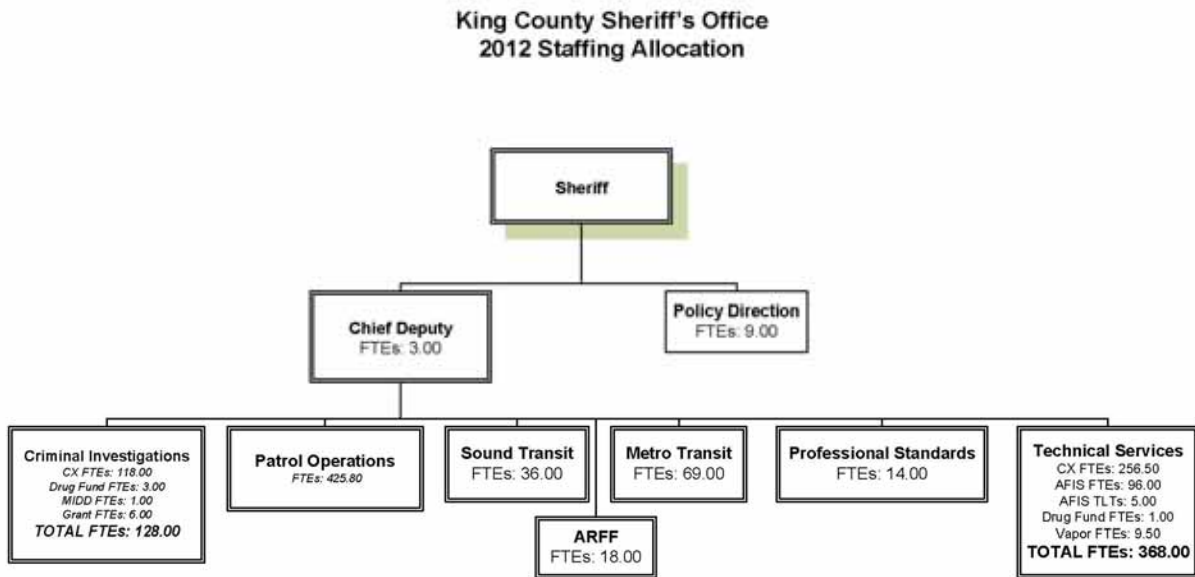 King County Sheriff's Office
2012 Staffing Allocation
Sheriff
Chief Deputy
FTEs: 3.00
Policy Direction
FTEs: 9.00
Criminal Investigations
CX FTEs: 118.00
Drug Fund FTEs: 3.00
MIDD FTEs: 1.00
Grant FTEs: 6.00
TOTAL FTEs: 128.00
Patrol Operations
FTEs: 425.80
Sound Transit
FTEs: 36.00
ARFF
FTEs: 18.00
Metro Transit
FTEs: 69.00
Professional Standards
FTEs: 14.00
Technical Services
CX FTEs: 256.50
AFIS FTEs: 96.00
AFIS TLTs: 5.00
Drug Fund FTEs: 1.00
Vapor FTEs: 9.50
TOTAL FTEs: 368.00